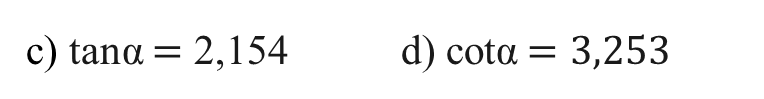 c) tanα = 2,154 d) cotα = 3,253